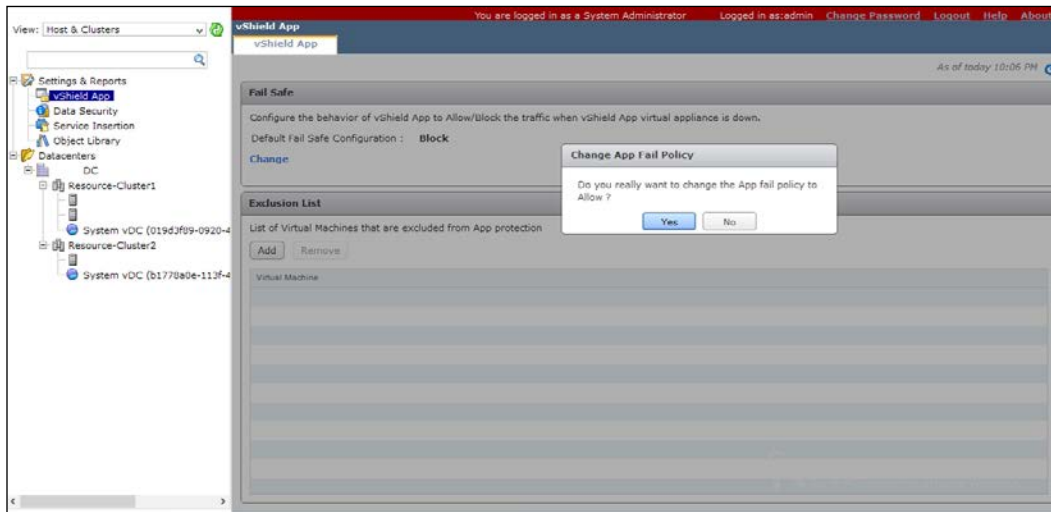 You are logged in as a System Administrator Logged in as:admin Change Password Logout Help About
View: Host & Clusters
vShield App
vShield App
As of today 10:06 PM
Settings & Reports
vShield App
Data Security
Service Insertion
Object Library
Datacenters
DC
Resource-Cluster1
System vDC (019d3f89-0920-4
Resource-Cluster2
System vDC (b1778a0e-113f-4
Fail Safe
Configure the behavior of vShield App to Allow/Block the traffic when vShield App virtual appliance is down.
Default Fail Safe Configuration : Block
Change
Change App Fail Policy
Do you really want to change the App fail policy to
Allow ?
Yes No
Exclusion List
List of Virtual Machines that are excluded from App protection
Add Remove
Virtual Machine